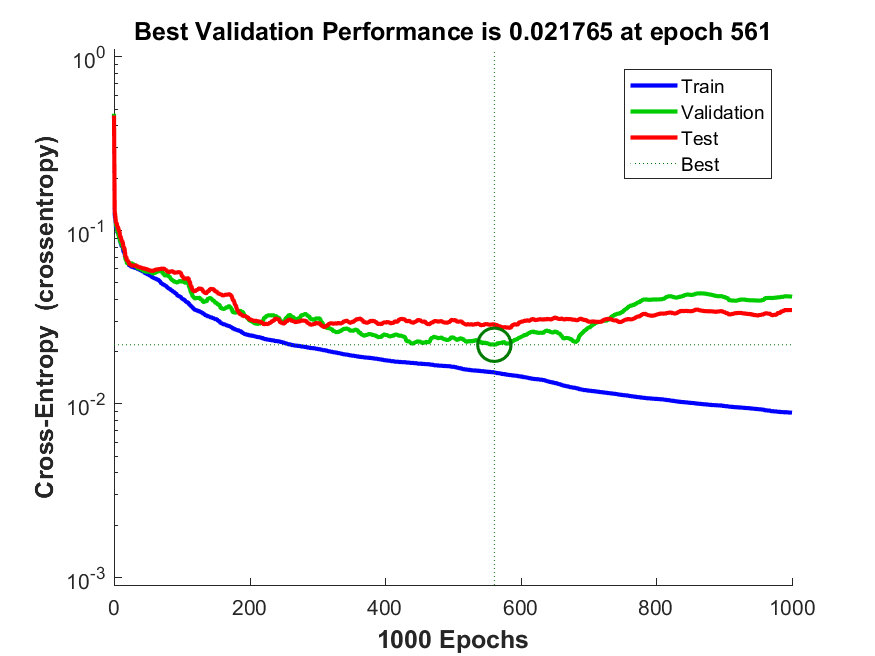 Best Validation Performance is 0.021765 at epoch 561
Cross-Entropy (crossentropy)
10^0
10^-1
10^-2
10^-3
Train
Validation
Test
Best
0 200 400 600 800 1000
1000 Epochs